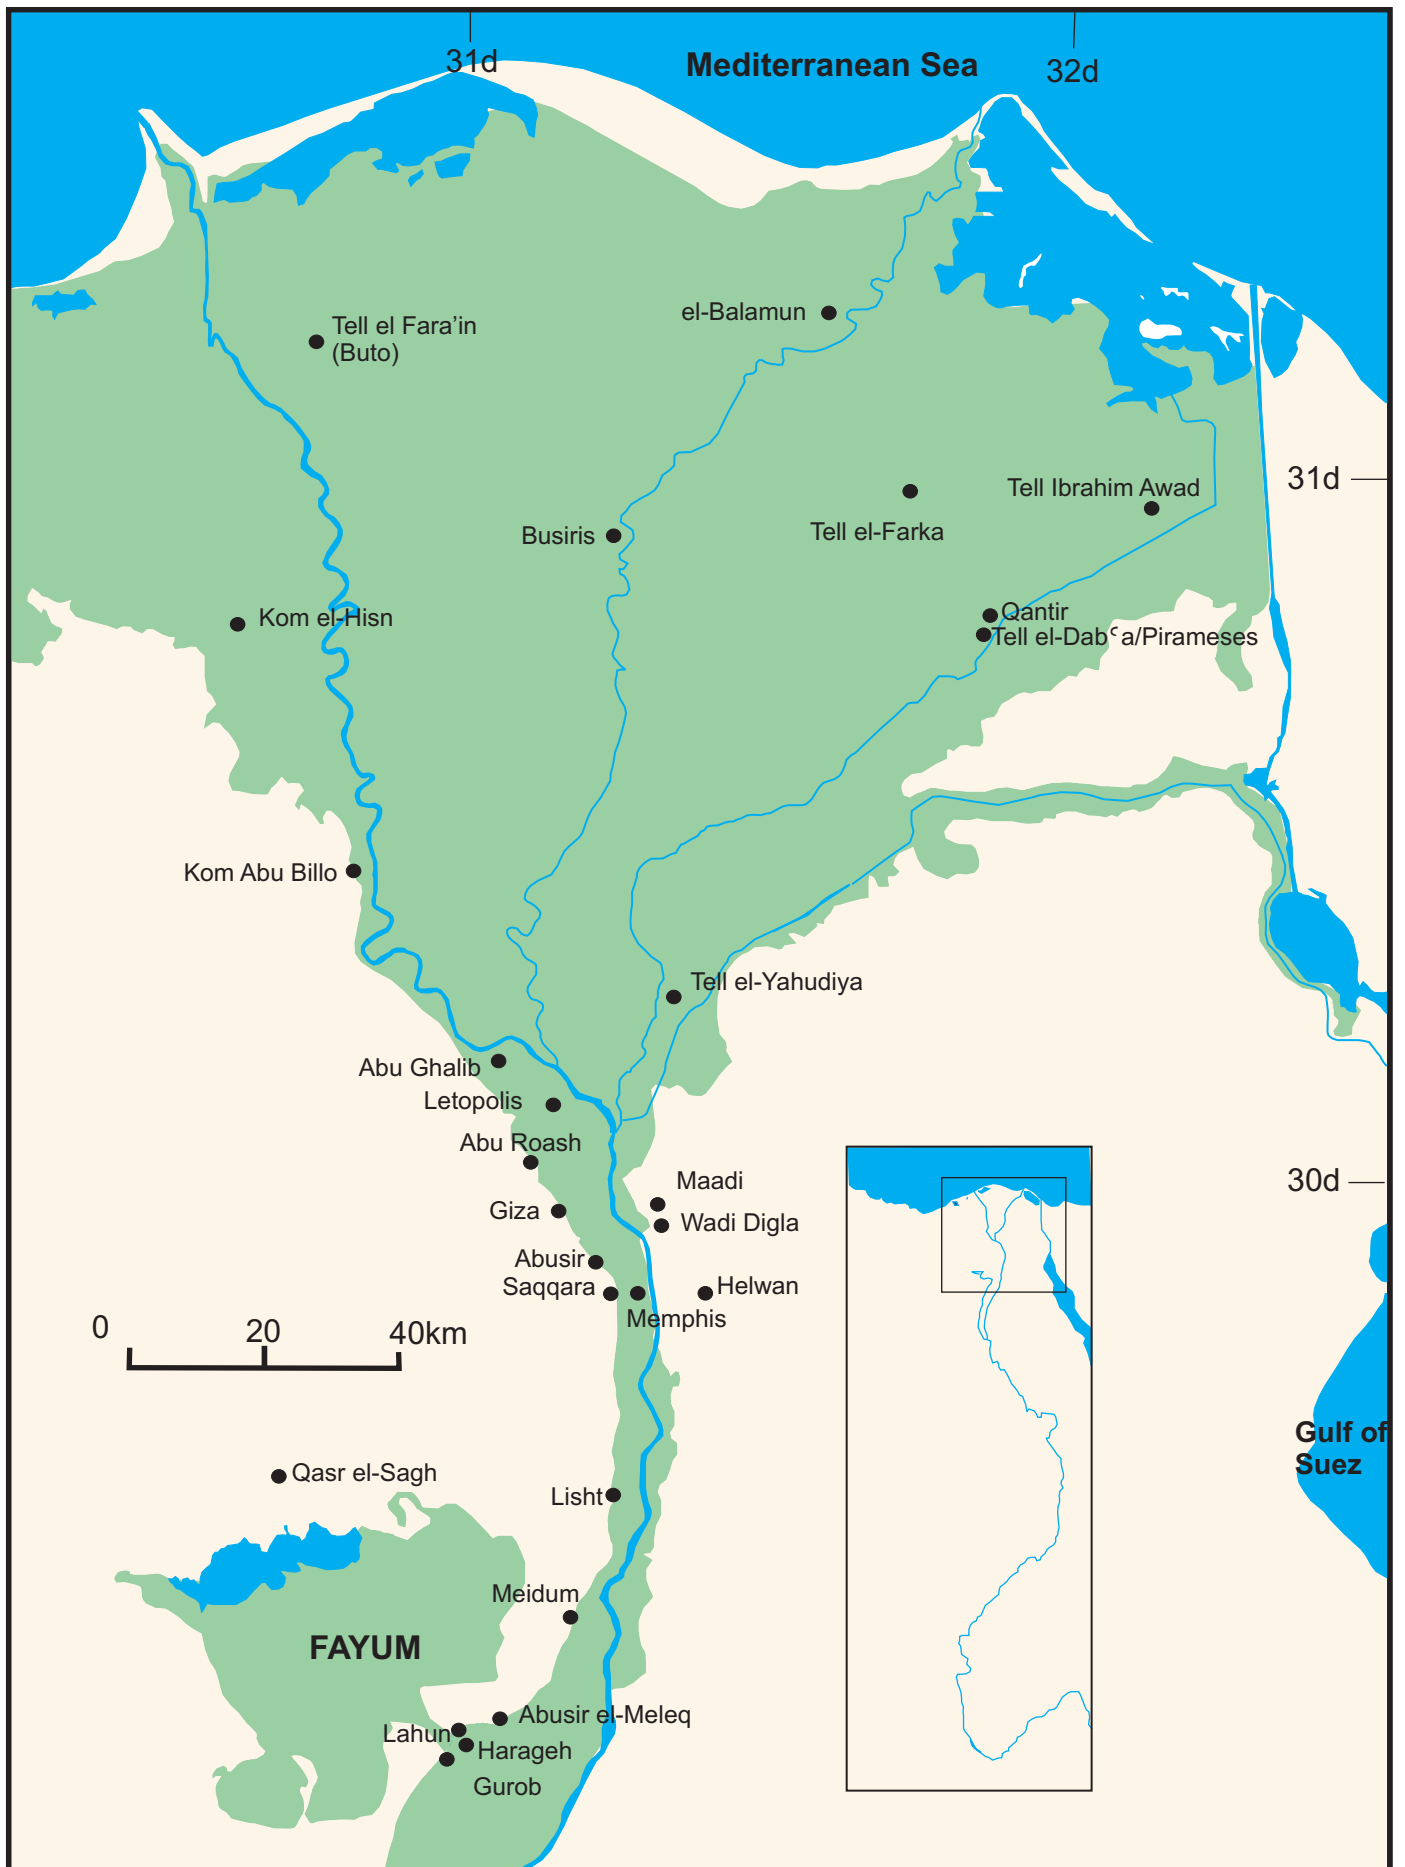 31d
Mediterranean Sea
32d
el-Balamun
Tell el Fara’in
(Buto)
31d
Tell Ibrahim Awad
Tell el-Farka
Busiris
Kom el-Hisn
Qantir
Tell el-Dabʿa/Pirameses
Kom Abu Billo
Tell el-Yahudiya
Abu Ghalib
Letopolis
Abu Roash
Maadi
30d
Giza
Wadi Digla
Abusir
Saqqara
Helwan
Memphis
0 20 40km
Gulf of
Suez
Qasr el-Sagh
Lisht
Meidum
FAYUM
Abusir el-Meleq
Lahun
Harageh
Gurob